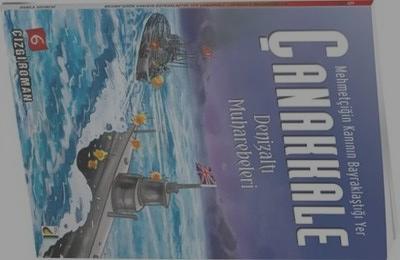 Mehmetçiğin Kanının Bayraklaştığı Yer
ÇANAKKALE
Denizaltı
Muharebeleri
6
ÇİZGİROMAN